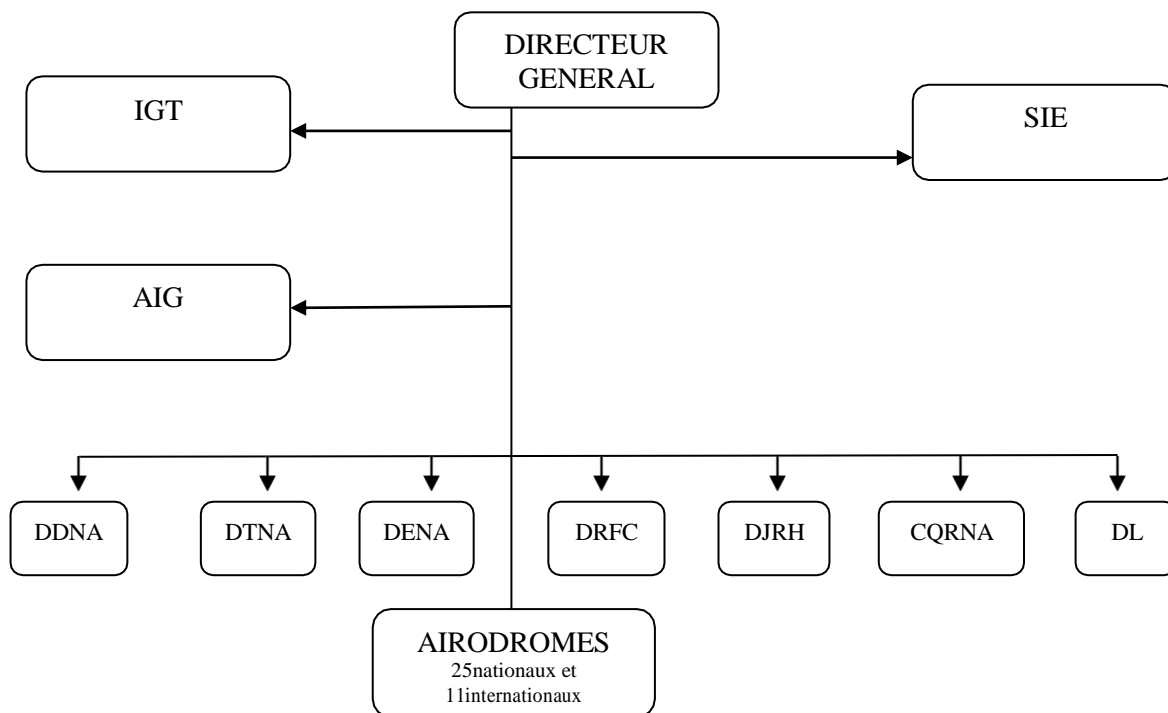 DIRECTEUR
GENERAL
IGT
SIE
AIG
DDNA
DTNA
DENA
DRFC
DJRH
CQRNA
DL
AIRODROMES
25nationaux et
11internationaux